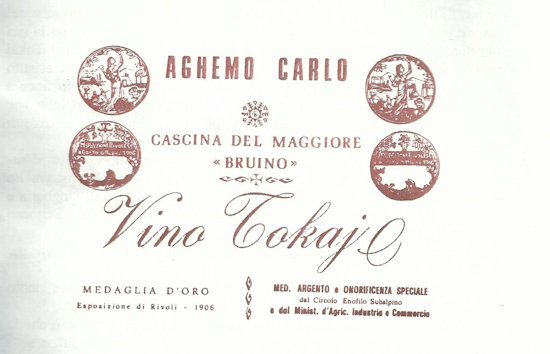 AGHEMO CARLO
CASCINA DEL MAGGIORE
«BRUINO»
Vino Tokaj
MEDAGLIA D'ORO
Esposizione di Rivoli - 1906
MED. ARGENTO e ONORIFICENZA SPECIALE
dal Circolo Enofilo Subalpino
e dal Minist. d'Agric. Industria e Commercio